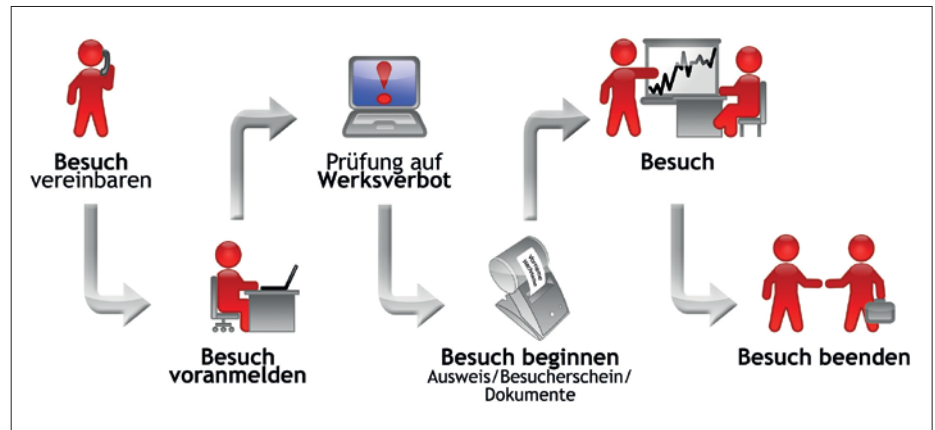 Besuch
vereinbaren
Besuch
voranmelden
Prüfung auf
Werksverbot
Besuch beginnen
Ausweis/Besucherschein/
Dokumente
Besuch
Besuch beenden